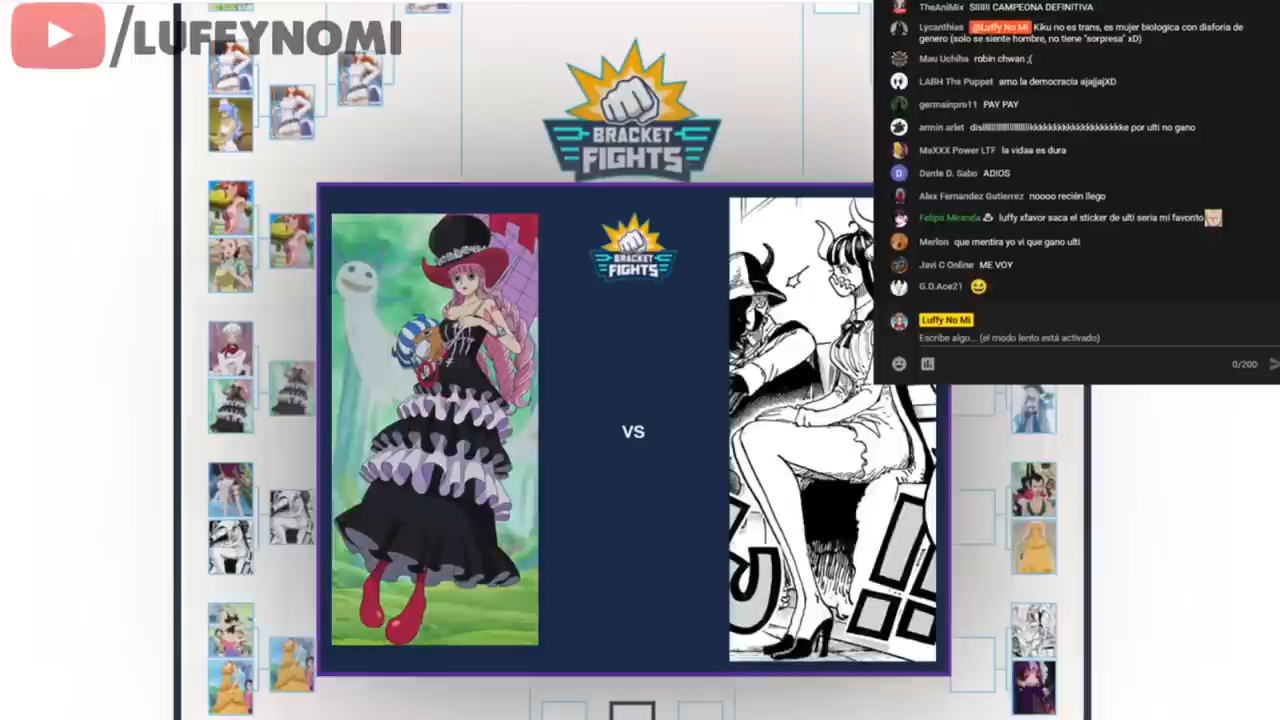 /LUFFYNOMI
BRACKET
FIGHTS
BRACKET
FIGHTS
VS
TheAniMix SIIIIII CAMPEONA DEFINITIVA
Lycanthias @Luffy No Mi Kiku no es trans, es mujer biologica con disforia de
genero (solo se siente hombre, no tiene "sorpresa" xD)
Mau Uchiha robin chwan ;(
LABH The Puppet amo la democracia ajajjajXD
germainpro11 PAY PAY
armin arlet por ulti no gano
MaXXX Power LTF la vidaa es dura
D Dante D. Sabo ADIOS
Alex Fernandez Gutierrez noooo recién llego
Felipe Miranda luffy xfavor saca el sticker de ulti seria mi favorito
Merlon que mentira yo vi que gano ulti
Javi C Online ME VOY
G.O.Ace21
Luffy No Mi
Escribe algo... (el modo lento está activado)
0/200